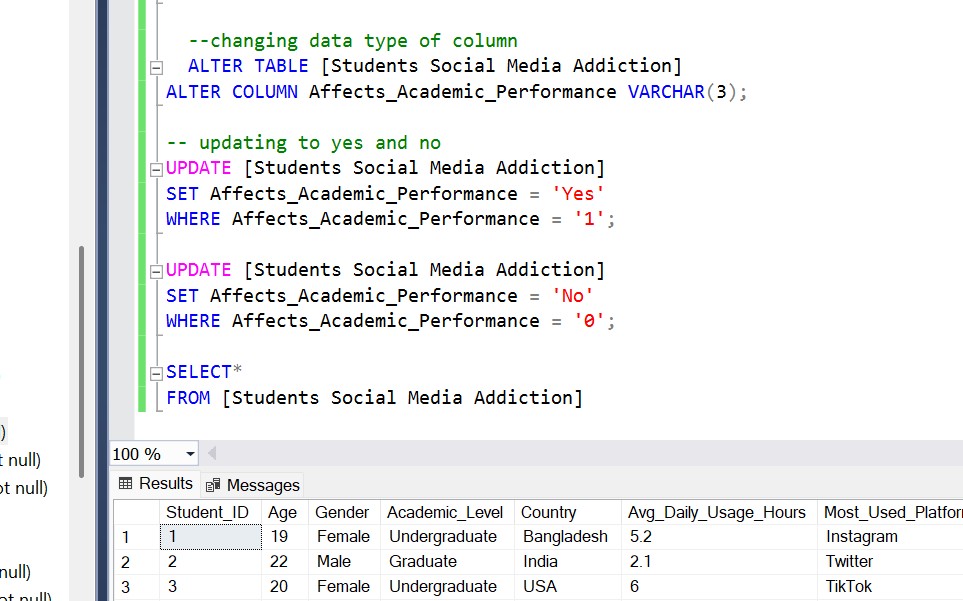 --changing data type of column
ALTER TABLE [Students Social Media Addiction]
ALTER COLUMN Affects_Academic_Performance VARCHAR(3);
-- updating to yes and no
UPDATE [Students Social Media Addiction]
SET Affects_Academic_Performance = 'Yes'
WHERE Affects_Academic_Performance = '1';
UPDATE [Students Social Media Addiction]
SET Affects_Academic_Performance = 'No'
WHERE Affects_Academic_Performance = '0';
SELECT*
FROM [Students Social Media Addiction]
)
null)
ot null)
null)
ot null)
100 %
Results Messages
Student_ID Age Gender Academic_Level Country Avg_Daily_Usage_Hours Most_Used_Platfor
1 1 19 Female Undergraduate Bangladesh 5.2 Instagram
2 2 22 Male Graduate India 2.1 Twitter
3 3 20 Female Undergraduate USA 6 TikTok